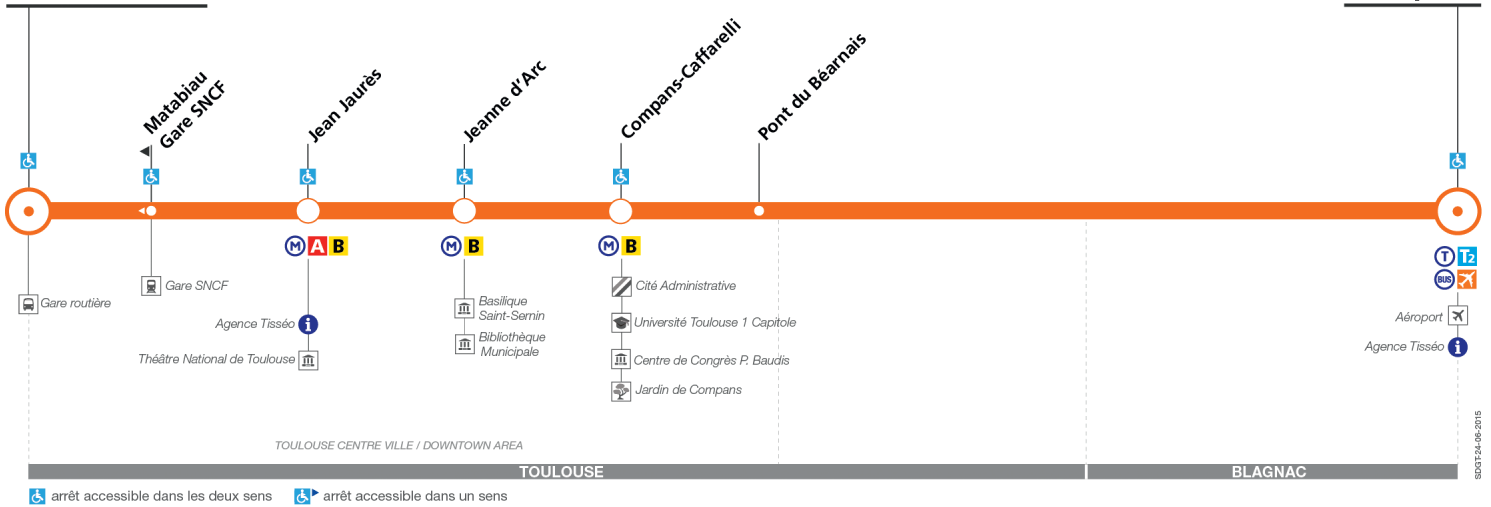 Matabiau
Gare SNCF
Jean Jaurès
Jeanne d'Arc
Compans-Caffarelli
Pont du Béarnais
M A B
M B
M B
T T2
BUS
Gare routière
Gare SNCF
Agence Tisséo
Théâtre National de Toulouse
Basilique
Saint-Sernin
Bibliothèque
Municipale
Cité Administrative
Université Toulouse 1 Capitole
Centre de Congrès P. Baudis
Jardin de Compans
Aéroport
Agence Tisséo
TOULOUSE CENTRE VILLE / DOWNTOWN AREA
TOULOUSE
BLAGNAC
arrêt accessible dans les deux sens
arrêt accessible dans un sens
SDGT-24-06-2015